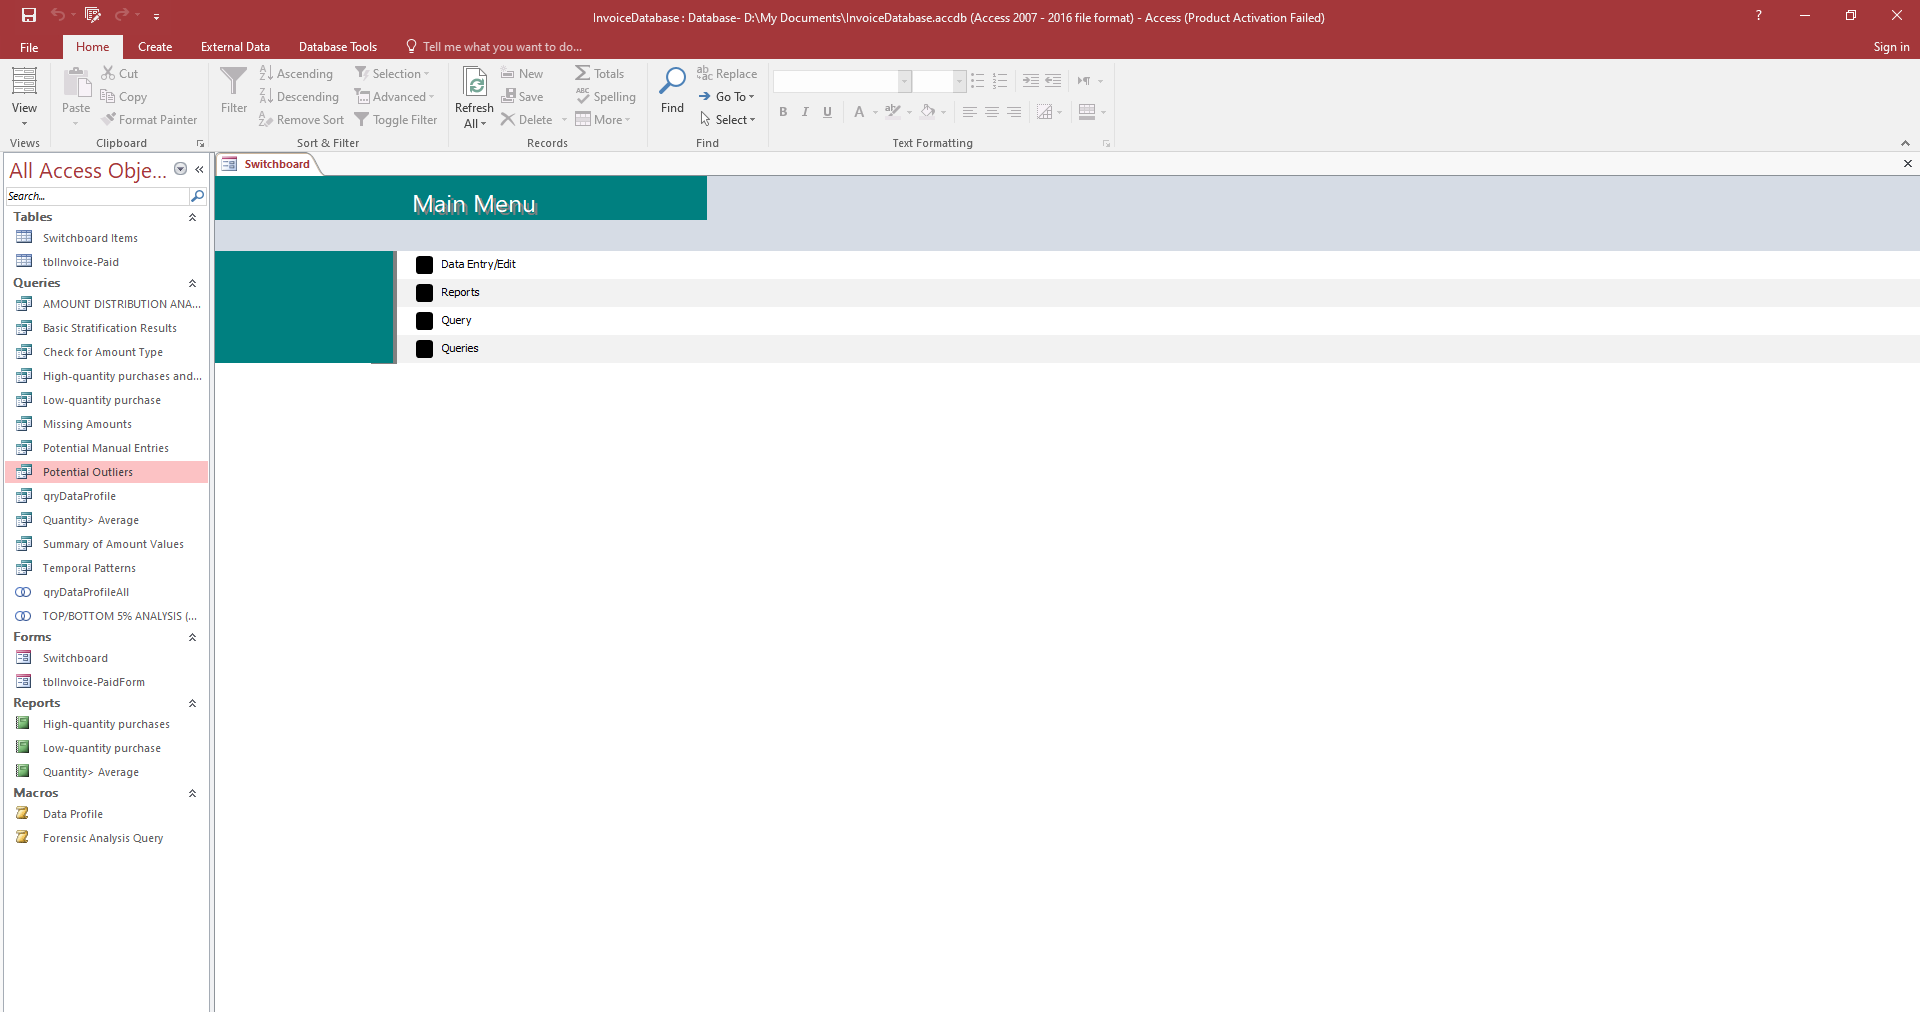 InvoiceDatabase : Database- D:\My Documents\InvoiceDatabase.accdb (Access 2007 - 2016 file format) - Access (Product Activation Failed)
?
File Home Create External Data Database Tools Tell me what you want to do... Sign in
View
Views
Paste
Cut
Copy
Format Painter
Clipboard
Filter
Ascending
Descending
Remove Sort
Selection
Advanced
Toggle Filter
Sort & Filter
Refresh
All
New
Save
Delete
Totals
Spelling
More
Records
Find
Replace
Go To
Select
Find
B I U A
Text Formatting
All Access Obje...
Search...
Tables
Switchboard Items
tblInvoice-Paid
Queries
AMOUNT DISTRIBUTION ANA...
Basic Stratification Results
Check for Amount Type
High-quantity purchases and...
Low-quantity purchase
Missing Amounts
Potential Manual Entries
Potential Outliers
qryDataProfile
Quantity> Average
Summary of Amount Values
Temporal Patterns
qryDataProfileAll
TOP/BOTTOM 5% ANALYSIS (...
Forms
Switchboard
tblInvoice-PaidForm
Reports
High-quantity purchases
Low-quantity purchase
Quantity> Average
Macros
Data Profile
Forensic Analysis Query
Switchboard
Main Menu
Data Entry/Edit
Reports
Query
Queries